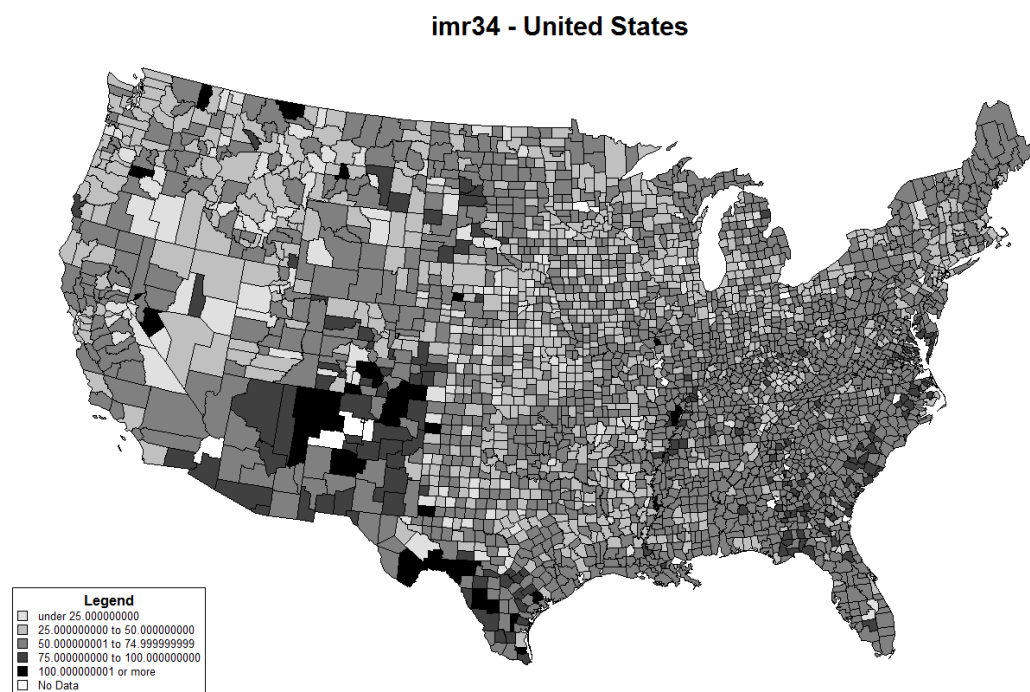 imr34 - United States
Legend
under 25.000000000
25.000000000 to 50.000000000
50.000000001 to 74.999999999
75.000000000 to 100.000000000
100.000000001 or more
No Data